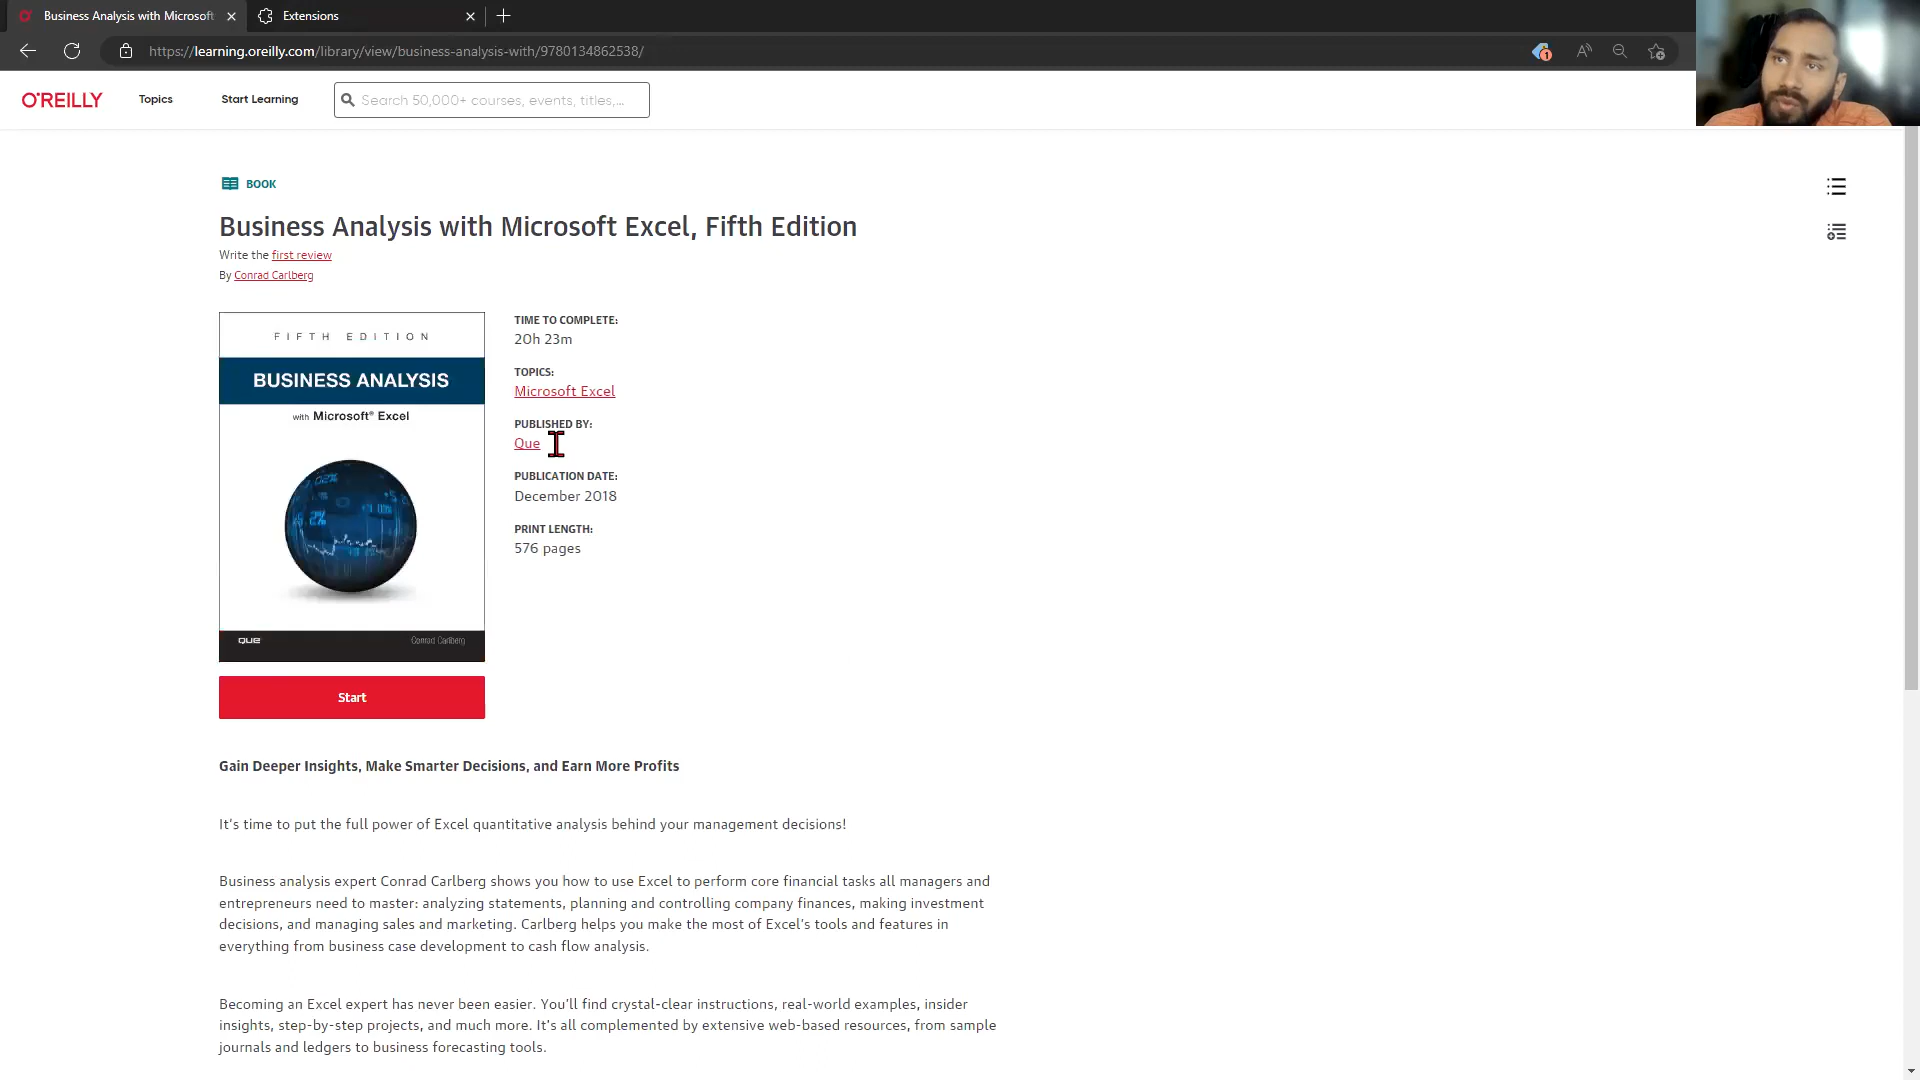 Business Analysis with Microsoft
Extensions
https://learning.oreilly.com/library/view/business-analysis-with/9780134862538/
1
O'REILLY
Topics
Start Learning
Search 50,000+ courses, events, titles,...
BOOK
Business Analysis with Microsoft Excel, Fifth Edition
Write the first review
By Conrad Carlberg
FIFTH EDITION
BUSINESS ANALYSIS
with Microsoft® Excel
que
Conrad Carlberg
TIME TO COMPLETE:
20h 23m
TOPICS:
Microsoft Excel
PUBLISHED BY:
Que
PUBLICATION DATE:
December 2018
PRINT LENGTH:
576 pages
Start
Gain Deeper Insights, Make Smarter Decisions, and Earn More Profits
It's time to put the full power of Excel quantitative analysis behind your management decisions!
Business analysis expert Conrad Carlberg shows you how to use Excel to perform core financial tasks all managers and
entrepreneurs need to master: analyzing statements, planning and controlling company finances, making investment
decisions, and managing sales and marketing. Carlberg helps you make the most of Excel's tools and features in
everything from business case development to cash flow analysis.
Becoming an Excel expert has never been easier. You'll find crystal-clear instructions, real-world examples, insider
insights, step-by-step projects, and much more. It's all complemented by extensive web-based resources, from sample
journals and ledgers to business forecasting tools.